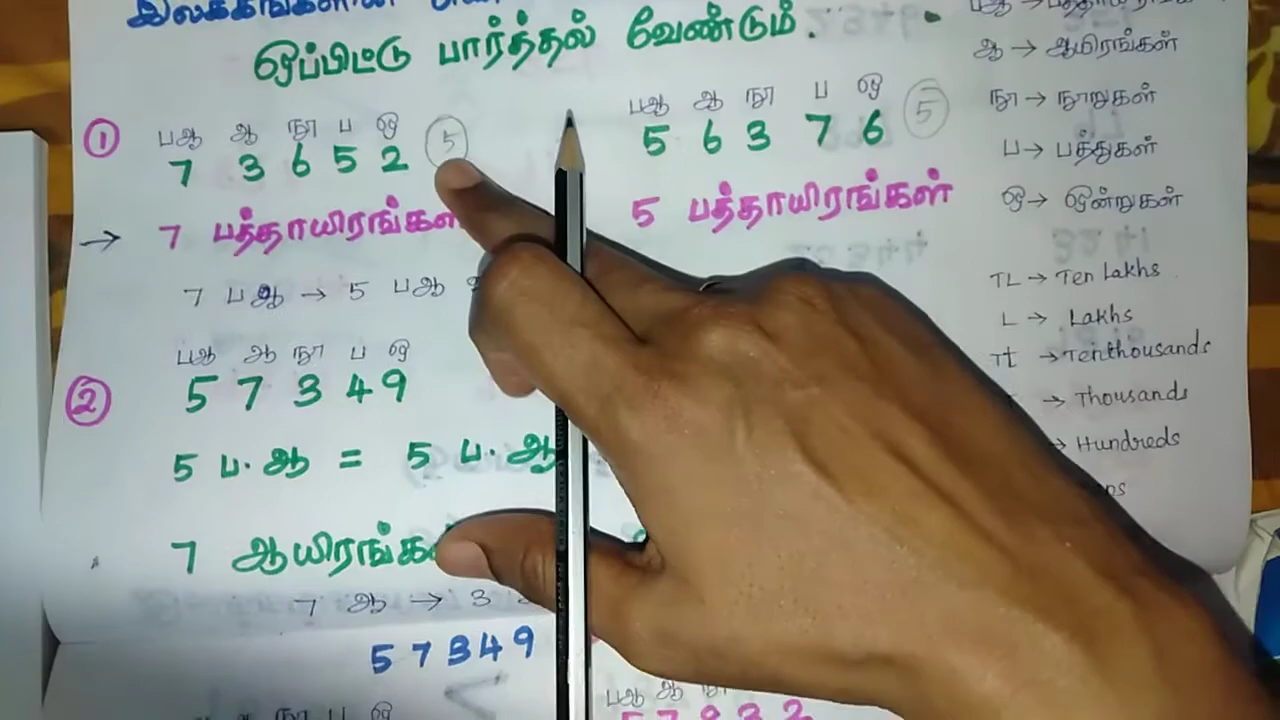 ஒப்பிட்டு பார்த்தல் வேண்டும்.
① பஆ ஆ நூ ப ஒ
7 3 6 5 2 5
→ 7 பத்தாயிரங்கள்
7 பஆ → 5 பஆ
பஆ ஆ நூ ப ஒ
5 6 3 7 6 5
5 பத்தாயிரங்கள்
② பஆ ஆ நூ ப ஒ
5 7 3 4 9
5 ப.ஆ = 5 ப.ஆ
7 ஆயிரங்க
7 ஆ → 3
57349
ஆ நூ ப ஒ
பஆ ஆ நூ
ஆ → ஆயிரங்கள்
நூ → நூறுகள்
ப → பத்துகள்
ஒ → ஒன்றுகள்
TL → Ten Lakhs
L → Lakhs
Tt → Tenthousands
→ Thousands
→ Hundreds